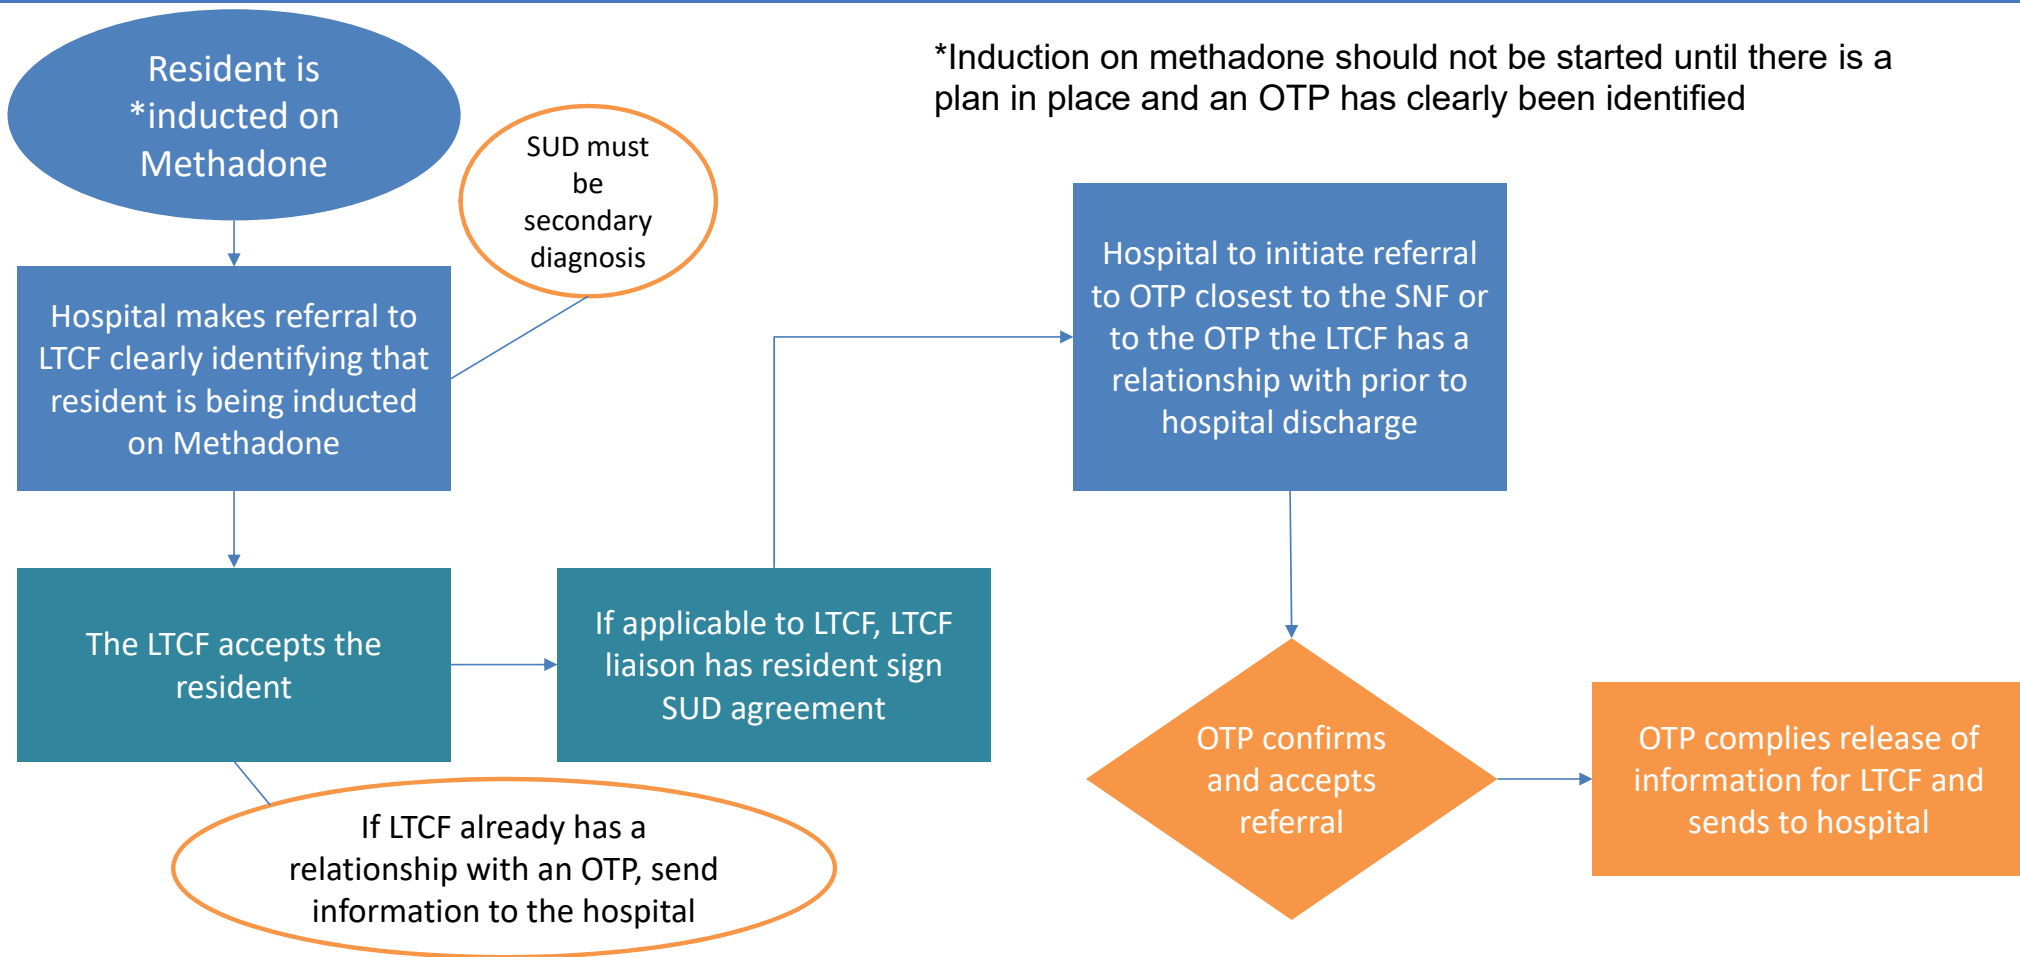 Resident is
*inducted on
Methadone
*Induction on methadone should not be started until there is a
plan in place and an OTP has clearly been identified
SUD must
be
secondary
diagnosis
Hospital makes referral to
LTCF clearly identifying that
resident is being inducted
on Methadone
The LTCF accepts the
resident
If LTCF already has a
relationship with an OTP, send
information to the hospital
If applicable to LTCF, LTCF
liaison has resident sign
SUD agreement
Hospital to initiate referral
to OTP closest to the SNF or
to the OTP the LTCF has a
relationship with prior to
hospital discharge
OTP confirms
and accepts
referral
OTP complies release of
information for LTCF and
sends to hospital